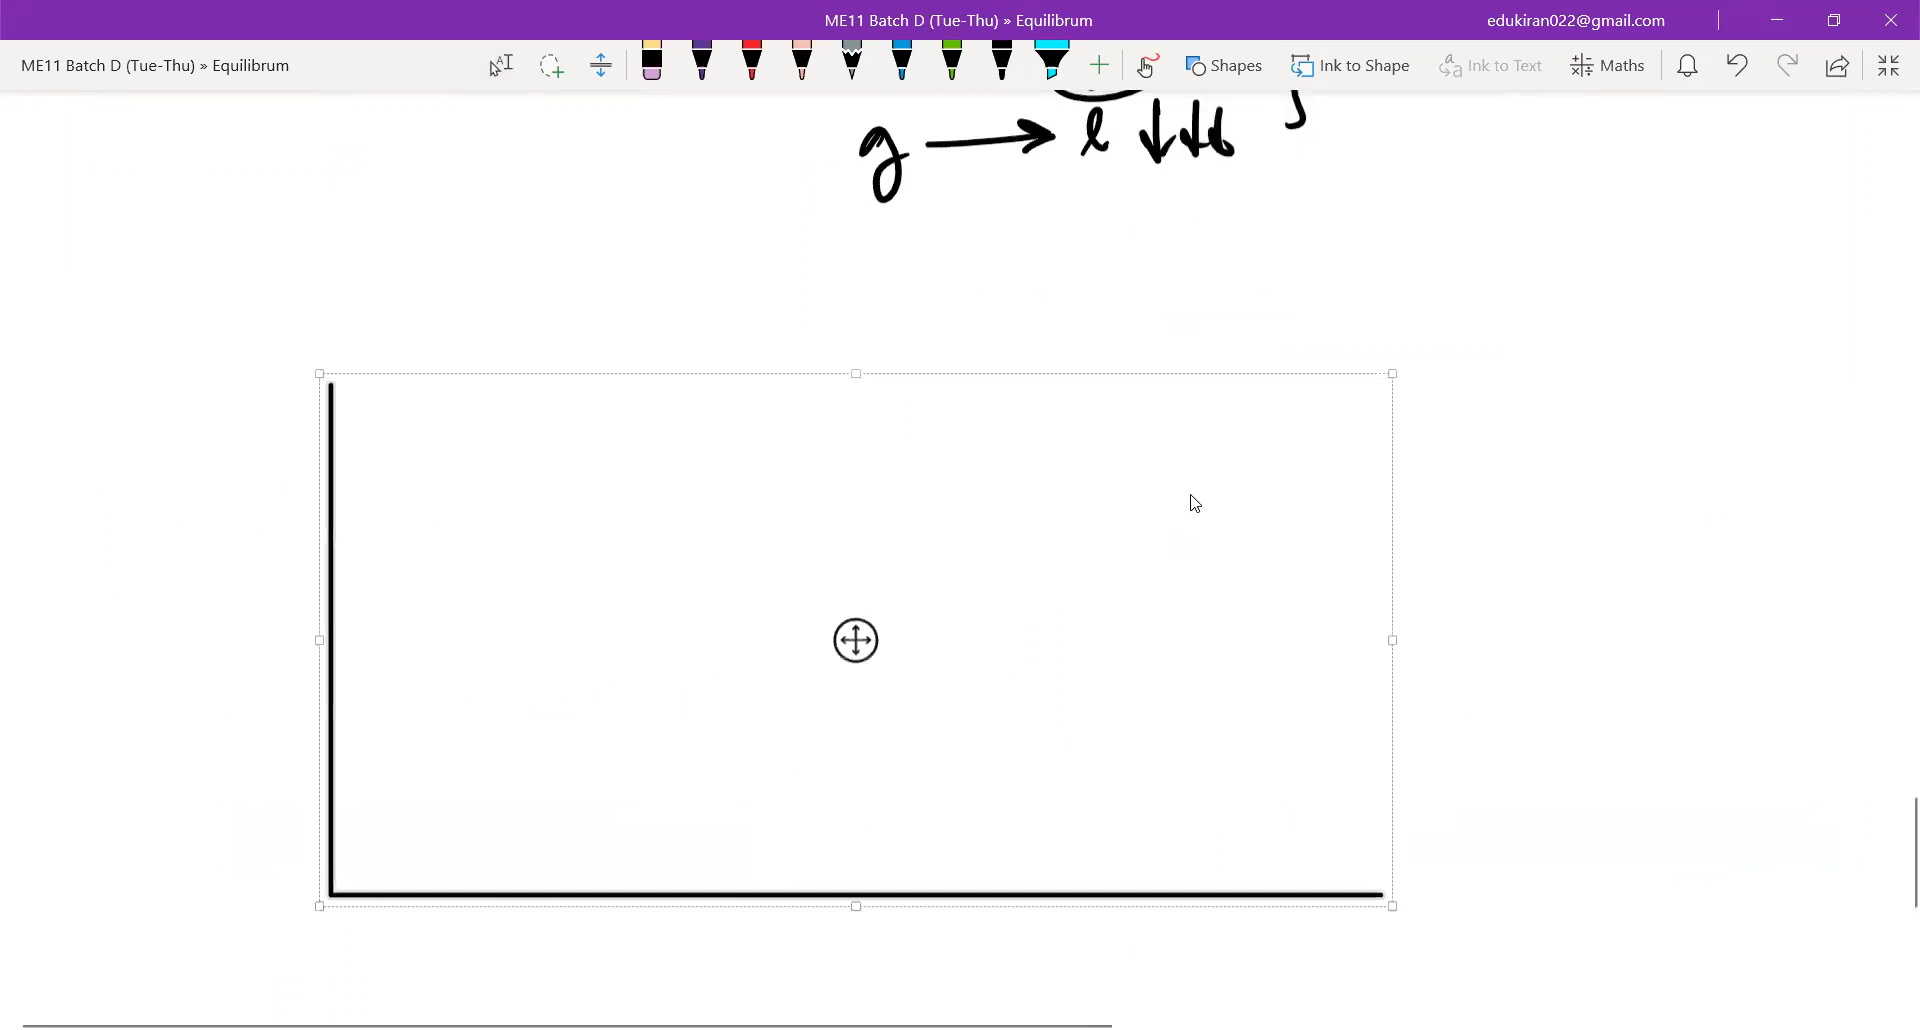 ME11 Batch D (Tue-Thu) » Equilibrum
edukiran022@gmail.com
ME11 Batch D (Tue-Thu) » Equilibrum
Shapes
Ink to Shape
Ink to Text
Maths
g → l ↓↓↓